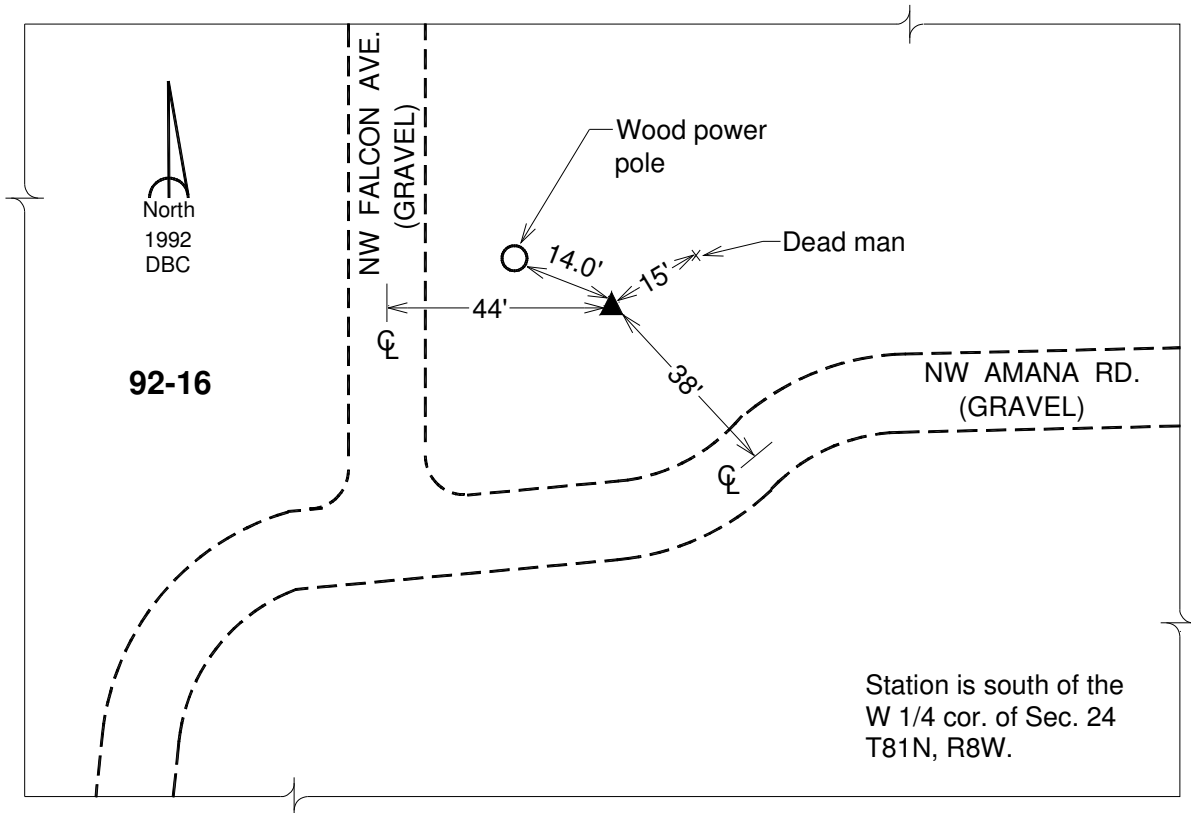 NW FALCON AVE.
(GRAVEL)
Wood power
pole
North
1992
DBC
14.0'
15'
Dead man
44'
℄
92-16
38'
NW AMANA RD.
(GRAVEL)
℄
Station is south of the
W 1/4 cor. of Sec. 24
T81N, R8W.